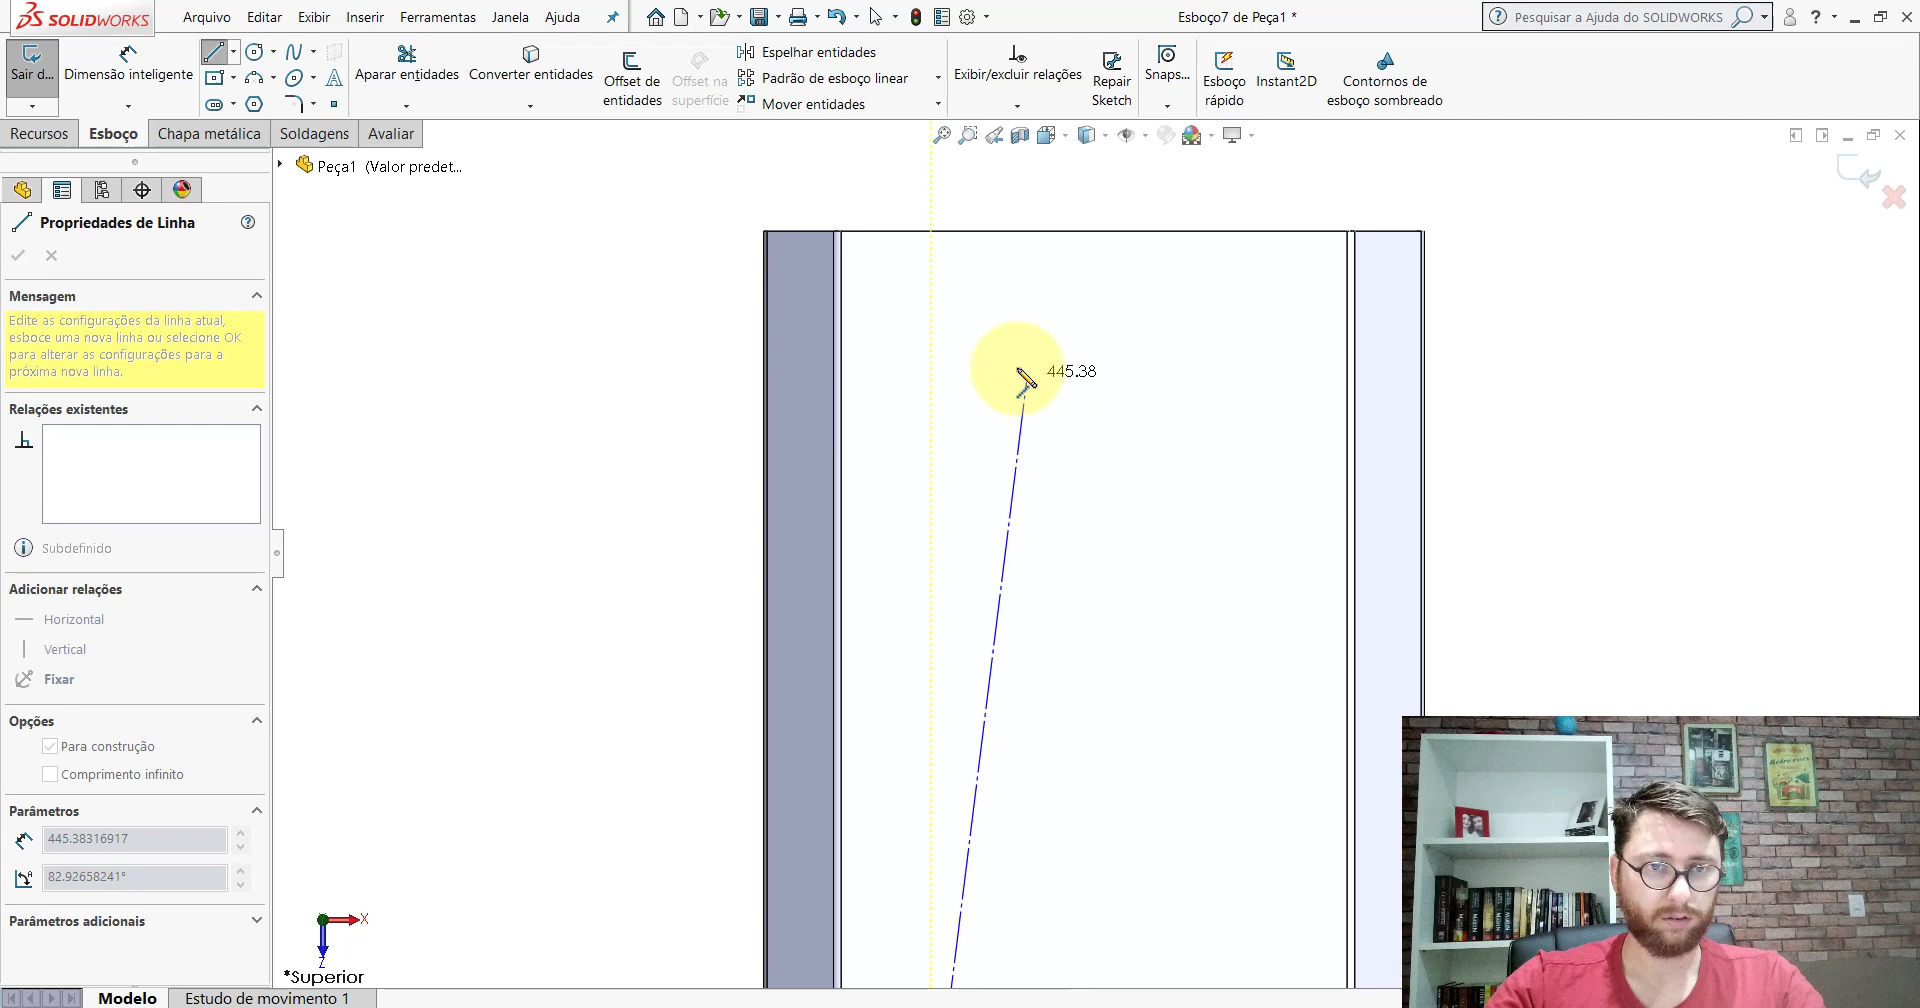 SOLIDWORKS
Arquivo Editar Exibir Inserir Ferramentas Janela Ajuda
Esboço7 de Peça1 *
Pesquisar a Ajuda do SOLIDWORKS
Sair d...
Dimensão inteligente
Aparar entidades
Converter entidades
Offset de
entidades
Offset na
superfície
Espelhar entidades
Padrão de esboço linear
Mover entidades
Exibir/excluir relações
Repair
Sketch
Snaps...
Esboço
rápido
Instant2D
Contornos de
esboço sombreado
Recursos Esboço Chapa metálica Soldagens Avaliar
Peça1 (Valor predet...
Propriedades de Linha
Mensagem
Edite as configurações da linha atual,
esboce uma nova linha ou selecione OK
para alterar as configurações para a
próxima nova linha.
Relações existentes
Subdefinido
Adicionar relações
Horizontal
Vertical
Fixar
Opções
Para construção
Comprimento infinito
Parâmetros
445.38316917
82.92658241°
Parâmetros adicionais
445.38
X
Z
*Superior
Modelo Estudo de movimento 1